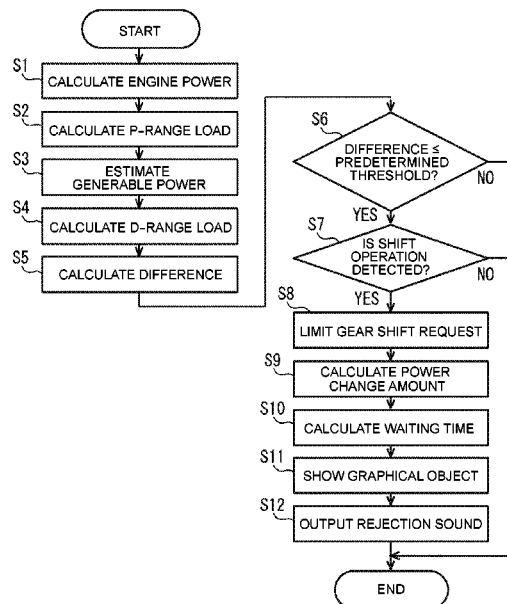 START
S1
CALCULATE ENGINE POWER
S2
CALCULATE P-RANGE LOAD
S3
ESTIMATE
GENERABLE POWER
S4
CALCULATE D-RANGE LOAD
S5
CALCULATE DIFFERENCE
S6
DIFFERENCE ≤
PREDETERMINED
THRESHOLD?
NO
YES
S7
IS SHIFT
OPERATION
DETECTED?
NO
YES
S8
LIMIT GEAR SHIFT REQUEST
S9
CALCULATE POWER
CHANGE AMOUNT
S10
CALCULATE WAITING TIME
S11
SHOW GRAPHICAL OBJECT
S12
OUTPUT REJECTION SOUND
END